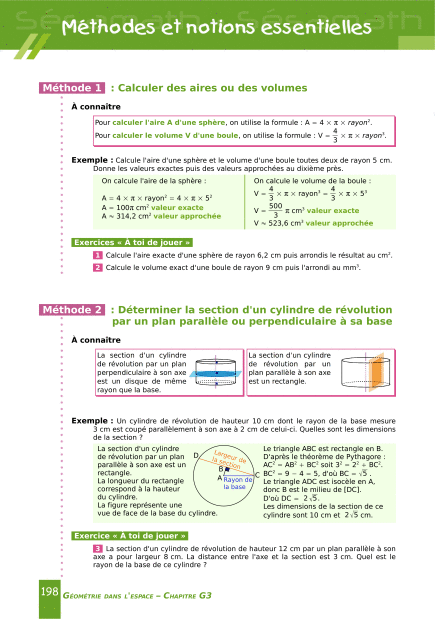 Sésamath Sésamath
Méthodes et notions essentielles
Méthode 1 : Calculer des aires ou des volumes
À connaître
Pour calculer l'aire A d'une sphère, on utilise la formule : A = 4 × π × rayon².
Pour calculer le volume V d'une boule, on utilise la formule : V = 4/3 × π × rayon³.
Exemple : Calcule l'aire d'une sphère et le volume d'une boule toutes deux de rayon 5 cm.
Donne les valeurs exactes puis des valeurs approchées au dixième près.
On calcule l'aire de la sphère :
A = 4 × π × rayon² = 4 × π × 5²
A = 100π cm² valeur exacte
A ≈ 314,2 cm² valeur approchée
On calcule le volume de la boule :
V = 4/3 × π × rayon³ = 4/3 × π × 5³
V = 500/3 π cm³ valeur exacte
V ≈ 523,6 cm³ valeur approchée
Exercices « À toi de jouer »
1 Calcule l'aire exacte d'une sphère de rayon 6,2 cm puis arrondis le résultat au cm².
2 Calcule le volume exact d'une boule de rayon 9 cm puis l'arrondi au mm³.
Méthode 2 : Déterminer la section d'un cylindre de révolution
par un plan parallèle ou perpendiculaire à sa base
À connaître
La section d'un cylindre
de révolution par un plan
perpendiculaire à son axe
est un disque de même
rayon que la base.
La section d'un cylindre
de révolution par un
plan parallèle à son axe
est un rectangle.
Exemple : Un cylindre de révolution de hauteur 10 cm dont le rayon de la base mesure
3 cm est coupé parallèlement à son axe à 2 cm de celui-ci. Quelles sont les dimensions
de la section ?
La section d'un cylindre
de révolution par un plan
parallèle à son axe est un
rectangle.
La longueur du rectangle
correspond à la hauteur
du cylindre.
La figure représente une
vue de face de la base du cylindre.
D
Largeur de
la section
B
C
A
Rayon de
la base
Le triangle ABC est rectangle en B.
D'après le théorème de Pythagore :
AC² = AB² + BC² soit 3² = 2² + BC².
BC² = 9 − 4 = 5, d'où BC = √5 .
Le triangle ADC est isocèle en A,
donc B est le milieu de [DC].
D'où DC = 2√5.
Les dimensions de la section de ce
cylindre sont 10 cm et 2√5 cm.
Exercice « À toi de jouer »
3 La section d'un cylindre de révolution de hauteur 12 cm par un plan parallèle à son
axe a pour largeur 8 cm. La distance entre l'axe et la section est 3 cm. Quel est le
rayon de la base de ce cylindre ?
198 GÉOMÉTRIE DANS L'ESPACE – CHAPITRE G3